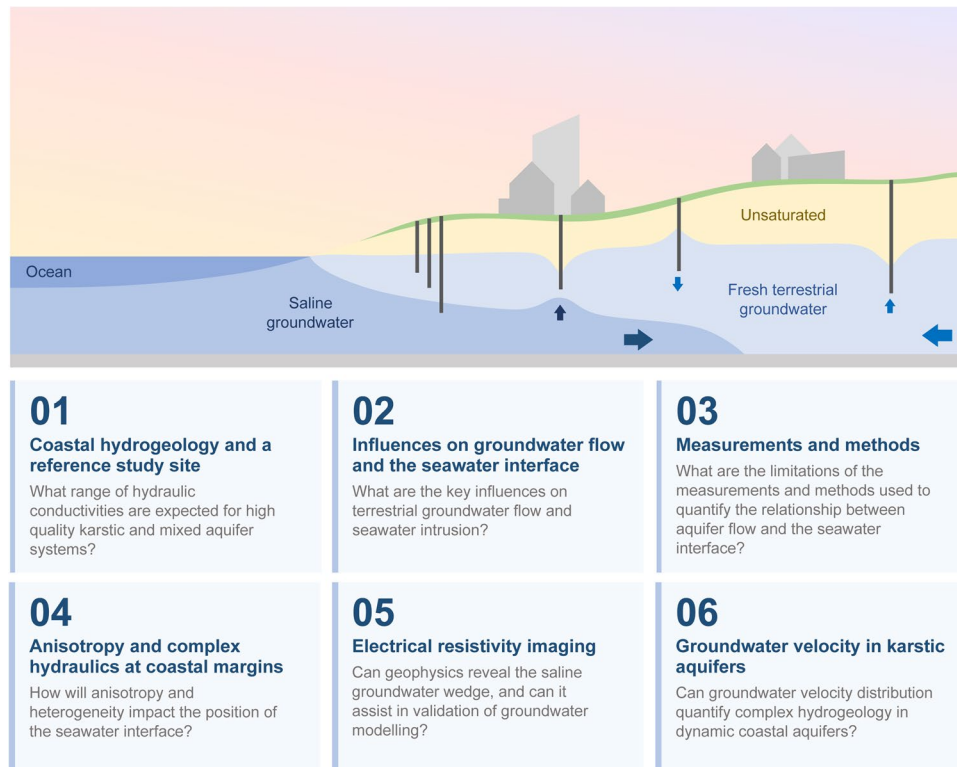 Unsaturated
Ocean
Fresh terrestrial
groundwater
Saline
groundwater
01
Coastal hydrogeology and a
reference study site
What range of hydraulic
conductivities are expected for high
quality karstic and mixed aquifer
systems?
02
Influences on groundwater flow
and the seawater interface
What are the key influences on
terrestrial groundwater flow and
seawater intrusion?
03
Measurements and methods
What are the limitations of the
measurements and methods used to
quantify the relationship between
aquifer flow and the seawater
interface?
04
Anisotropy and complex
hydraulics at coastal margins
How will anisotropy and
heterogeneity impact the position of
the seawater interface?
05
Electrical resistivity imaging
Can geophysics reveal the saline
groundwater wedge, and can it
assist in validation of groundwater
modelling?
06
Groundwater velocity in karstic
aquifers
Can groundwater velocity distribution
quantify complex hydrogeology in
dynamic coastal aquifers?